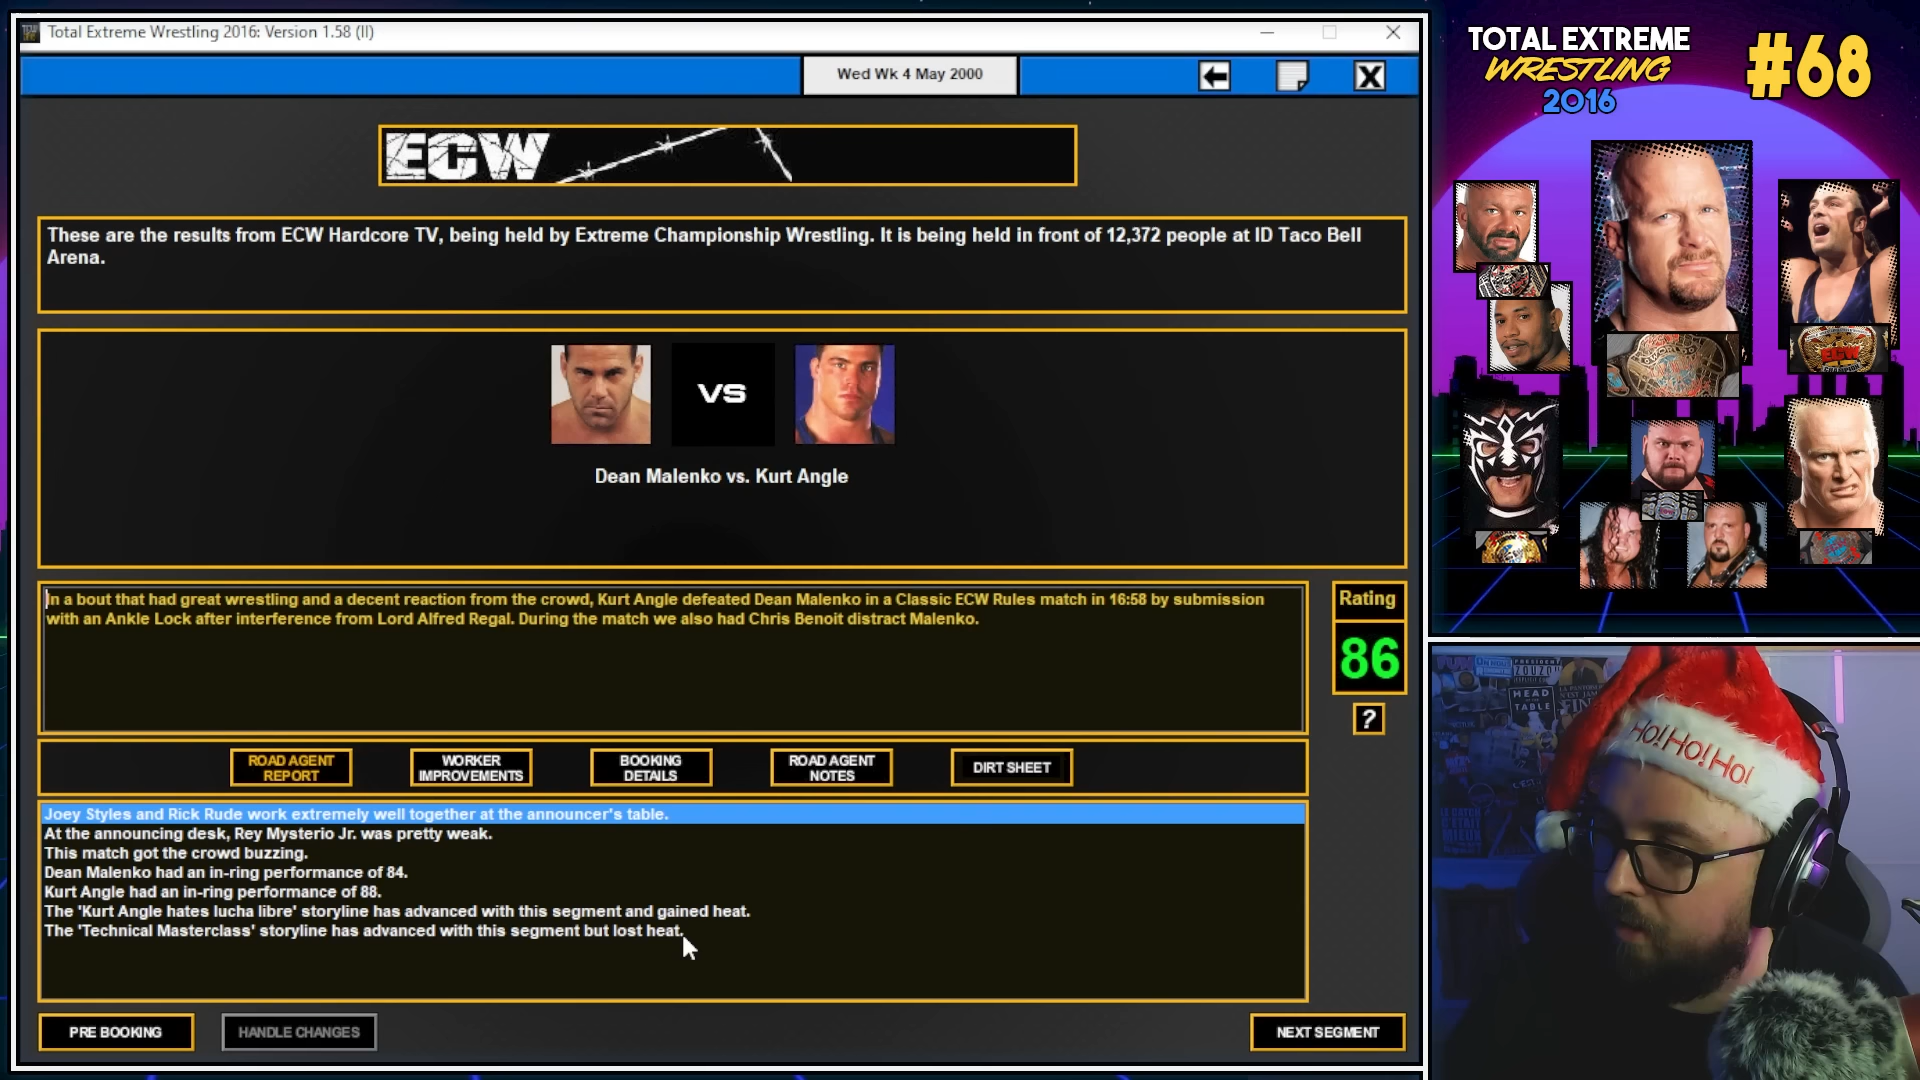 Total Extreme Wrestling 2016: Version 1.58 (II)
Wed Wk 4 May 2000
ECW
These are the results from ECW Hardcore TV, being held by Extreme Championship Wrestling. It is being held in front of 12,372 people at ID Taco Bell
Arena.
VS
Dean Malenko vs. Kurt Angle
In a bout that had great wrestling and a decent reaction from the crowd, Kurt Angle defeated Dean Malenko in a Classic ECW Rules match in 16:58 by submission
with an Ankle Lock after interference from Lord Alfred Regal. During the match we also had Chris Benoit distract Malenko.
Rating
86
?
ROAD AGENT
REPORT
WORKER
IMPROVEMENTS
BOOKING
DETAILS
ROAD AGENT
NOTES
DIRT SHEET
Joey Styles and Rick Rude work extremely well together at the announcer's table.
At the announcing desk, Rey Mysterio Jr. was pretty weak.
This match got the crowd buzzing.
Dean Malenko had an in-ring performance of 84.
Kurt Angle had an in-ring performance of 88.
The 'Kurt Angle hates lucha libre' storyline has advanced with this segment and gained heat.
The 'Technical Masterclass' storyline has advanced with this segment but lost heat.
PRE BOOKING
HANDLE CHANGES
NEXT SEGMENT
TOTAL EXTREME
WRESTLING
2016
#68
HEAD
OF THE
TABLE
Ho! Ho! Ho!